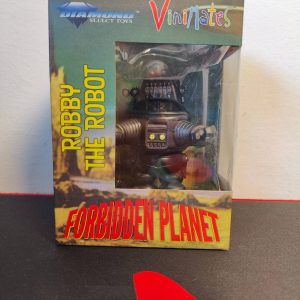 DIAMOND
SELECT TOYS
ViniMates
ROBBY
THE ROBOT
FORBIDDEN PLANET